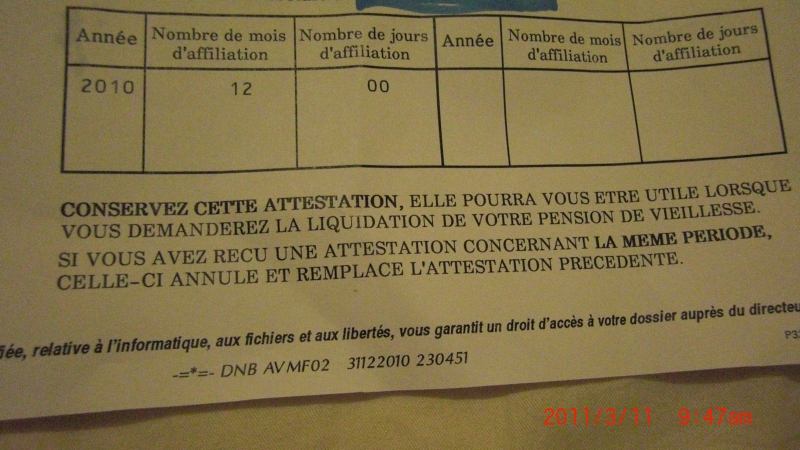 Année Nombre de mois d'affiliation Nombre de jours d'affiliation Année Nombre de mois d'affiliation Nombre de jours d'affiliation
2010 12 00
CONSERVEZ CETTE ATTESTATION, ELLE POURRA VOUS ETRE UTILE LORSQUE
VOUS DEMANDEREZ LA LIQUIDATION DE VOTRE PENSION DE VIEILLESSE.
SI VOUS AVEZ RECU UNE ATTESTATION CONCERNANT LA MEME PERIODE,
CELLE-CI ANNULE ET REMPLACE L'ATTESTATION PRECEDENTE.
relative à l'informatique, aux fichiers et aux libertés, vous garantit un droit d'accès à votre dossier auprès du directeu
-=*=- DNB AVMF02 31122010 230451
2011/3/11 9:47am